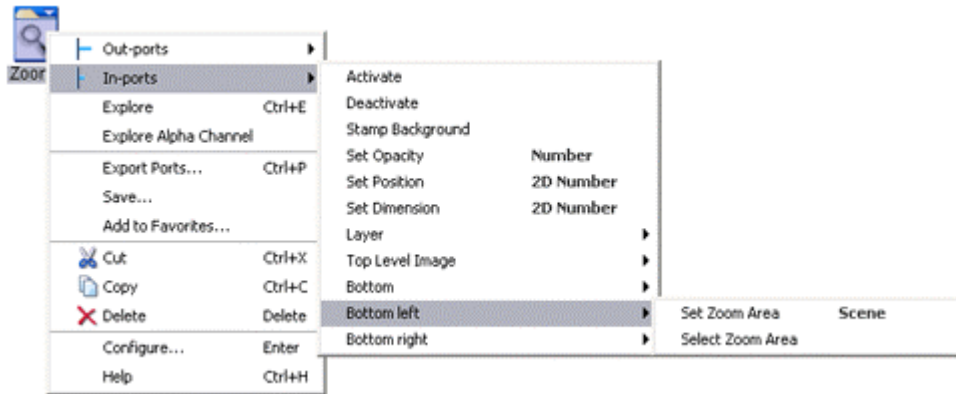 Zoor
Out-ports
In-ports
Explore Ctrl+E
Explore Alpha Channel
Export Ports... Ctrl+P
Save...
Add to Favorites...
Cut Ctrl+X
Copy Ctrl+C
Delete Delete
Configure... Enter
Help Ctrl+H
Activate
Deactivate
Stamp Background
Set Opacity Number
Set Position 2D Number
Set Dimension 2D Number
Layer
Top Level Image
Bottom
Bottom left
Bottom right
Set Zoom Area Scene
Select Zoom Area